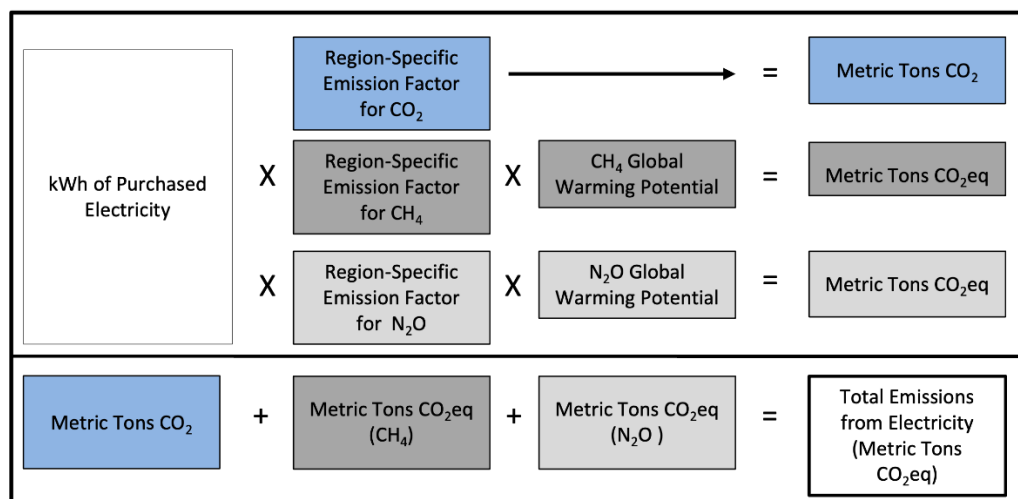 kWh of Purchased
Electricity
Region-Specific
Emission Factor
for CO₂
=
Metric Tons CO₂
X
Region-Specific
Emission Factor
for CH₄
X
CH₄ Global
Warming Potential
=
Metric Tons CO₂eq
X
Region-Specific
Emission Factor
for N₂O
X
N₂O Global
Warming Potential
=
Metric Tons CO₂eq
Metric Tons CO₂
+
Metric Tons CO₂eq
(CH₄)
+
Metric Tons CO₂eq
(N₂O )
=
Total Emissions
from Electricity
(Metric Tons
CO₂eq)